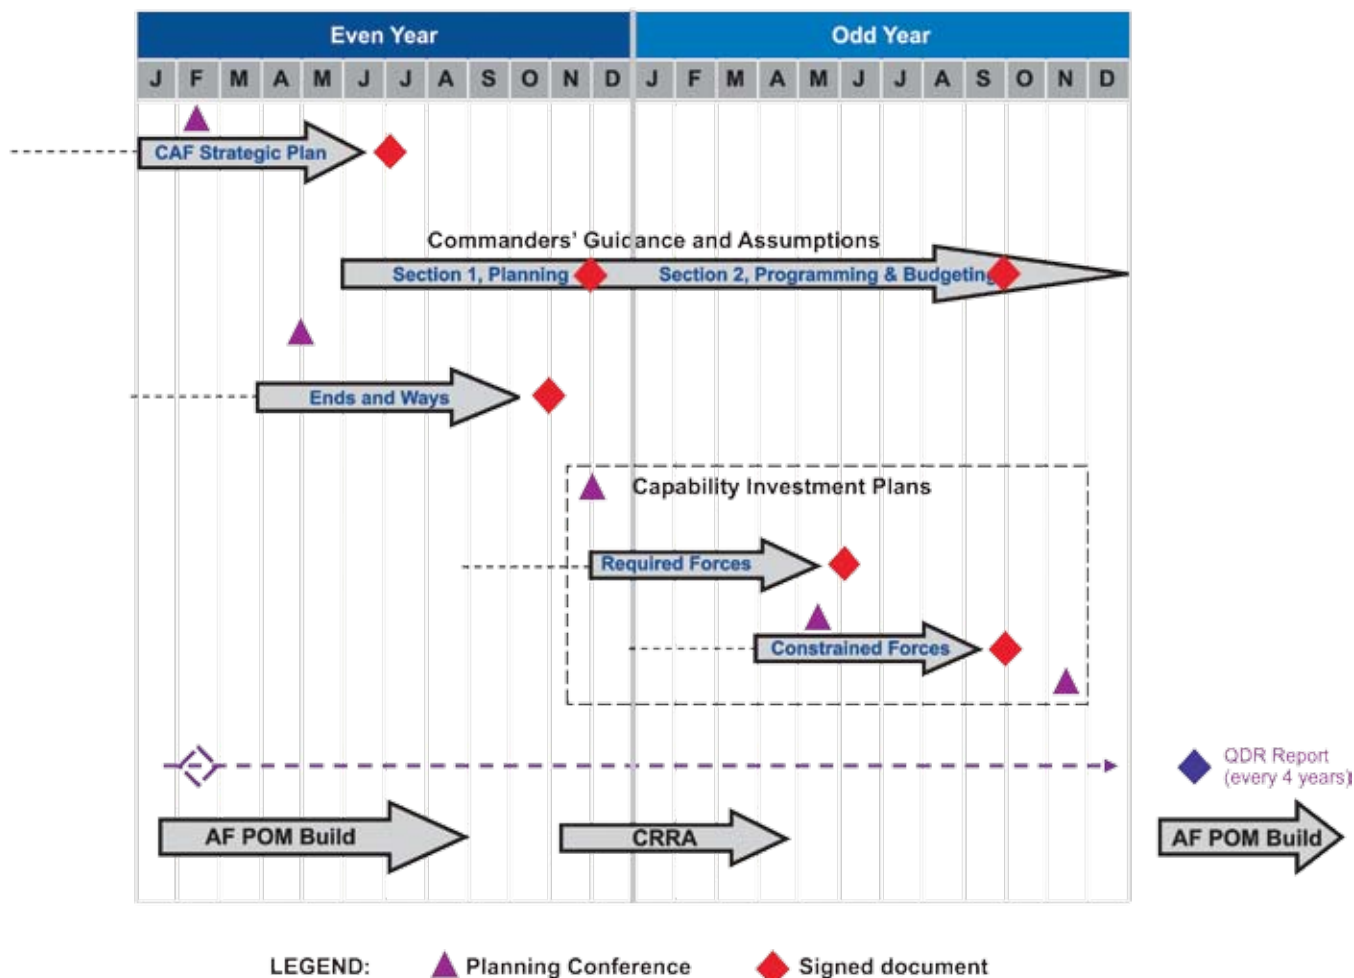 Even Year Odd Year
J F M A M J J A S O N D J F M A M J J A S O N D
CAF Strategic Plan
Commanders' Guidance and Assumptions
Section 1, Planning Section 2, Programming & Budgeting
Ends and Ways
Capability Investment Plans
Required Forces
Constrained Forces
QDR Report
(every 4 years)
AF POM Build CRRA AF POM Build
LEGEND: Planning Conference Signed document